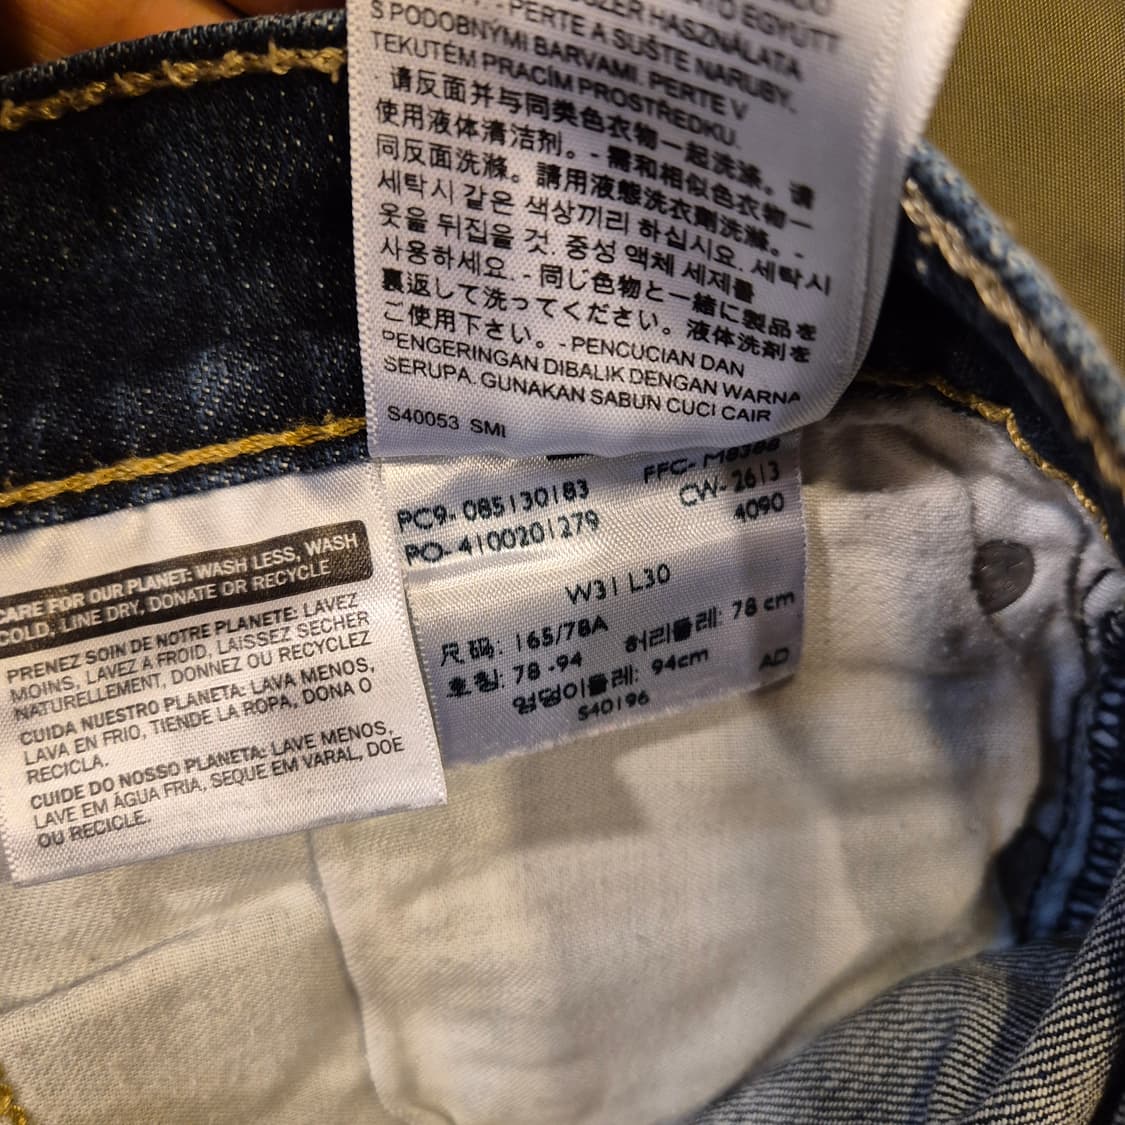 EGYÜTT
HASZNÁLATA
- PERTE A SUŠTE NARUBY,
S PODOBNÝMI BARVAMI. PERTE V
TEKUTÉM PRACÍM PROSTŘEDKU.
请反面并与同类色衣物一起洗涤。请
使用液体清洁剂。- 需和相似色衣物一
同反面洗滌。請用液態洗衣劑洗滌。-
세탁시 같은 색상끼리 하십시요. 세탁시
옷을 뒤집을 것. 중성 액체 세제를
사용하세요. - 同じ色物と一緒に製品を
裏返して洗ってください。液体洗剤を
ご使用下さい。- PENCUCIAN DAN
PENGERINGAN DIBALIK DENGAN WARNA
SERUPA. GUNAKAN SABUN CUCI CAIR
S40053 SMI
PC9- 085130183 FFC- M8388
PO- 4100201279 CW- 2613
4090
W31 L30
尺码: 165/78A 허리둘레: 78 cm
호칭: 78 -94
엉덩이둘레: 94cm AD
S40196
CARE FOR OUR PLANET: WASH LESS, WASH
COLD, LINE DRY, DONATE OR RECYCLE
PRENEZ SOIN DE NOTRE PLANETE: LAVEZ
MOINS, LAVEZ A FROID, LAISSEZ SECHER
NATURELLEMENT, DONNEZ OU RECYCLEZ
CUIDA NUESTRO PLANETA: LAVA MENOS,
LAVA EN FRIO, TIENDE LA ROPA, DONA O
RECICLA.
CUIDE DO NOSSO PLANETA: LAVE MENOS,
LAVE EM ÁGUA FRIA, SEQUE EM VARAL, DOE
OU RECICLE.